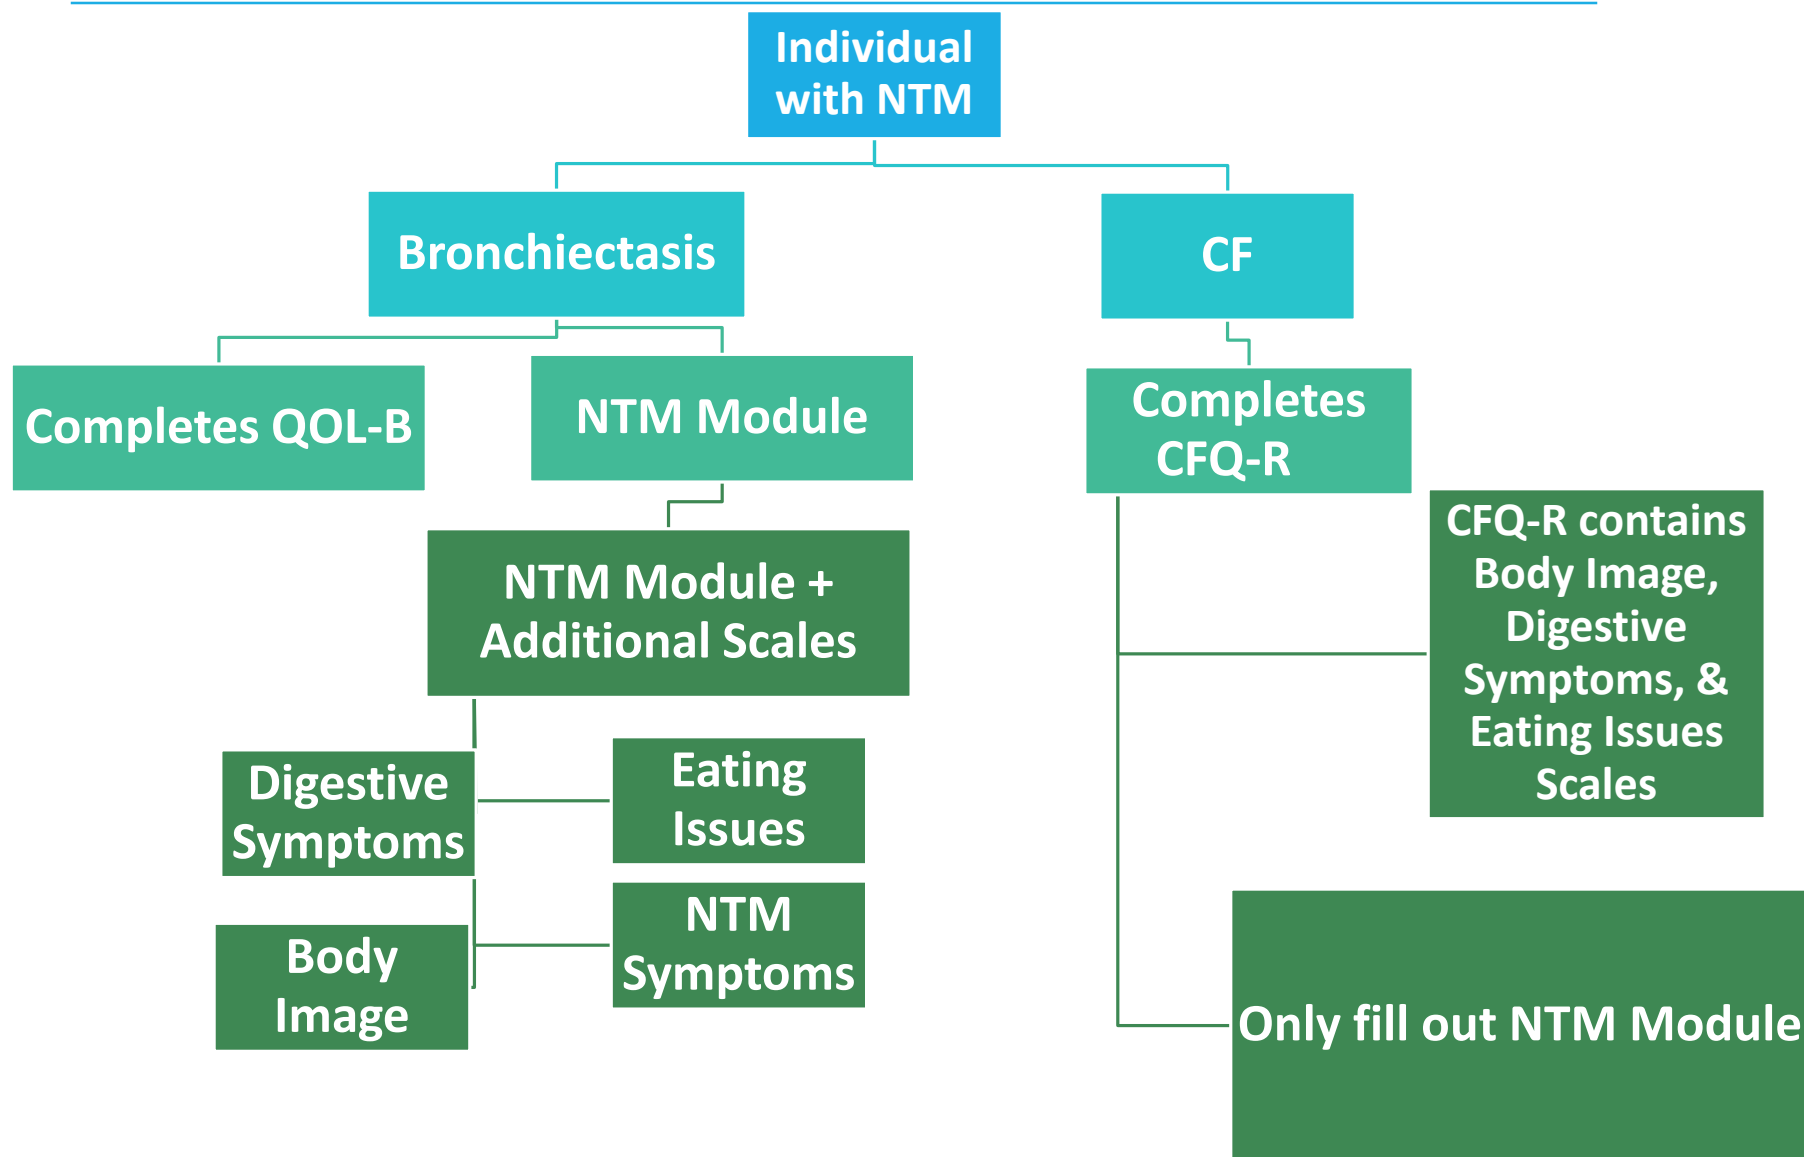 Individual
with NTM
Bronchiectasis
CF
Completes QOL-B
NTM Module
Completes
CFQ-R
NTM Module +
Additional Scales
CFQ-R contains
Body Image,
Digestive
Symptoms, &
Eating Issues
Scales
Digestive
Symptoms
Eating
Issues
Body
Image
NTM
Symptoms
Only fill out NTM Module